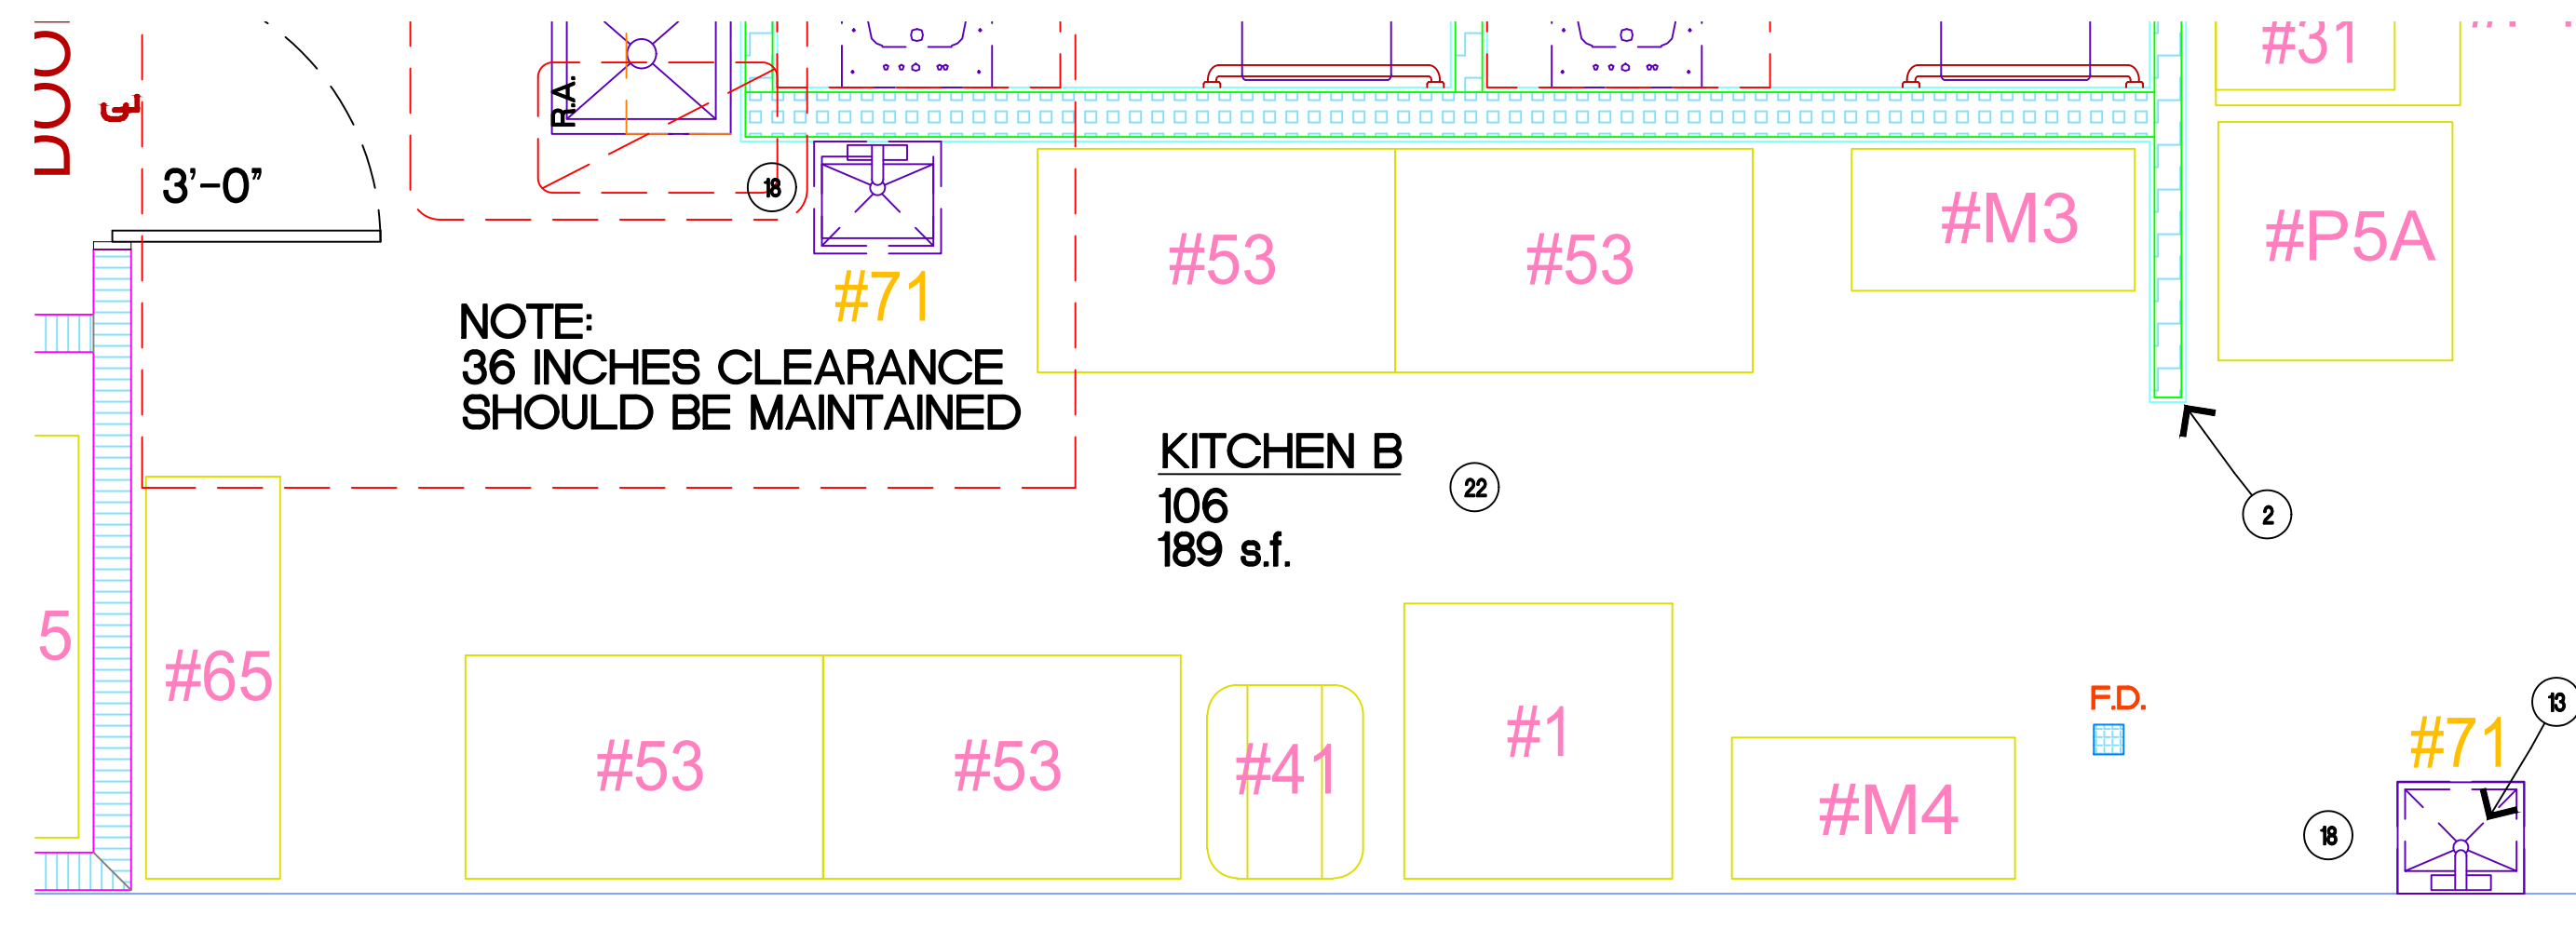 #31
R.A.
3'-0"
18
#71
#53
#53
#M3
#P5A
NOTE:
36 INCHES CLEARANCE
SHOULD BE MAINTAINED
KITCHEN B
106
189 s.f.
22
2
5
#65
#53
#53
#41
#1
#M4
F.D.
#71
13
18